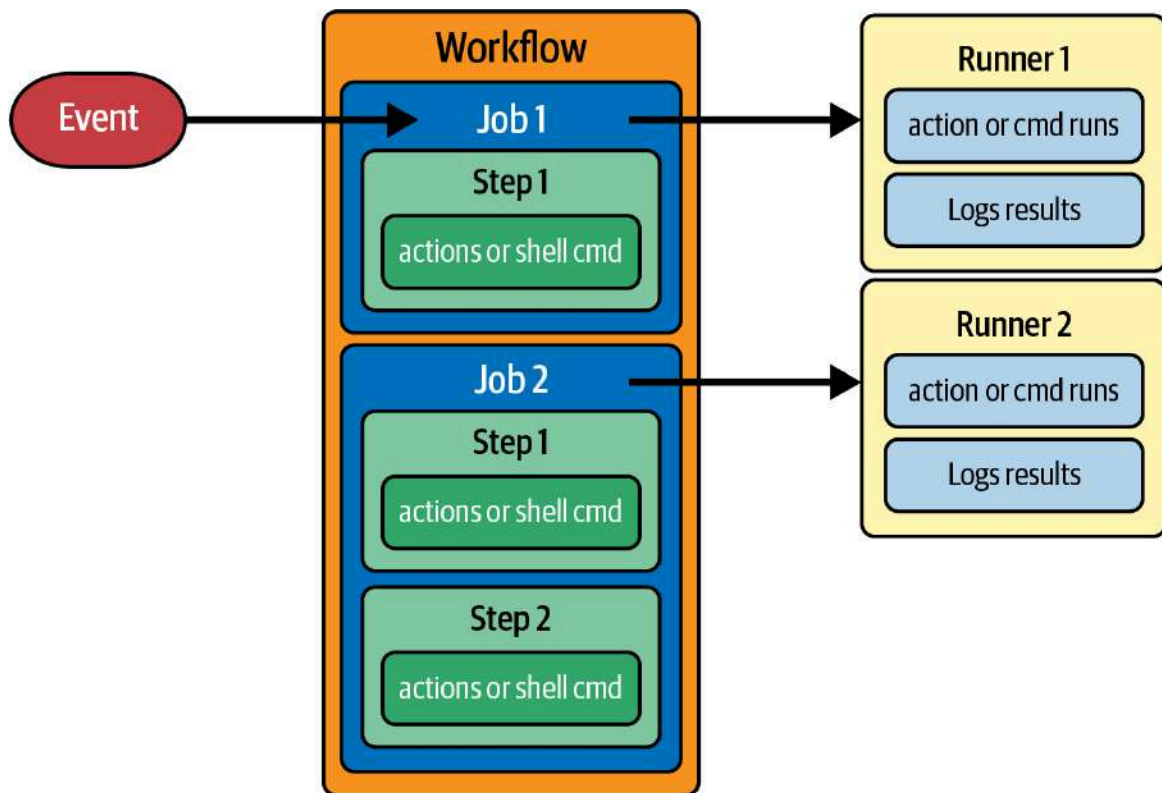 Event
Workflow
Job 1
Step 1
actions or shell cmd
Job 2
Step 1
actions or shell cmd
Step 2
actions or shell cmd
Runner 1
action or cmd runs
Logs results
Runner 2
action or cmd runs
Logs results